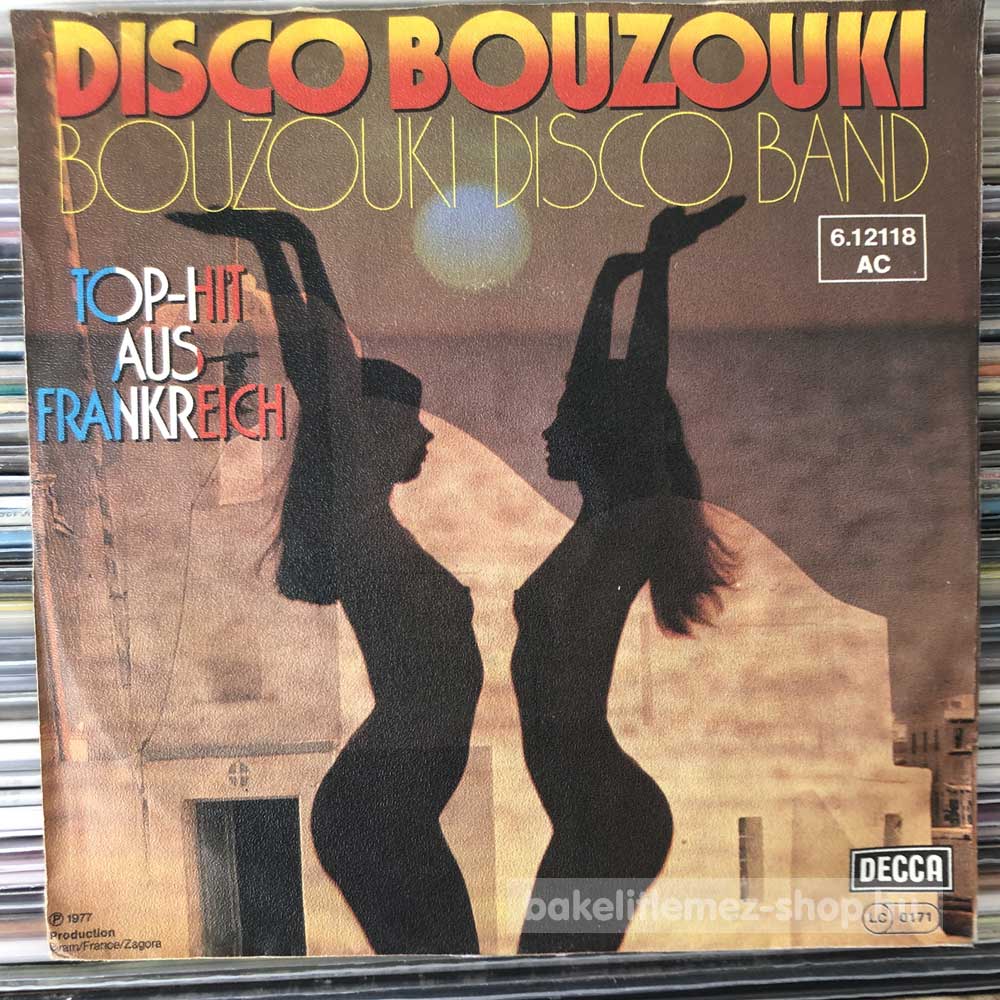 DISCO BOUZOUKI
BOUZOUKI DISCO BAND
6.12118
AC
TOP-HIT
AUS
FRANKREICH
DECCA
LC 0171
℗ 1977
Production
/France/Zagora
bakelitlemez-shop.hu